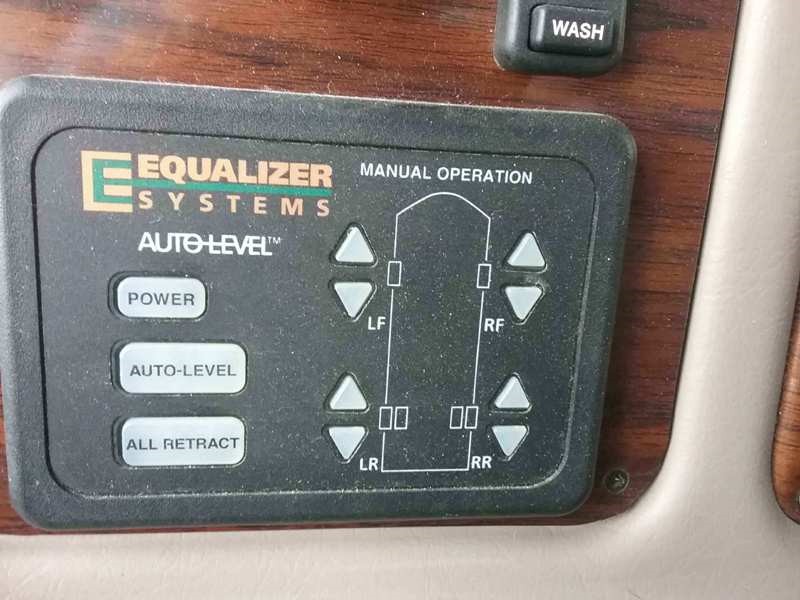 WASH
EQUALIZER
SYSTEMS
AUTO-LEVEL™
MANUAL OPERATION
POWER
AUTO-LEVEL
ALL RETRACT
LF
RF
LR
RR